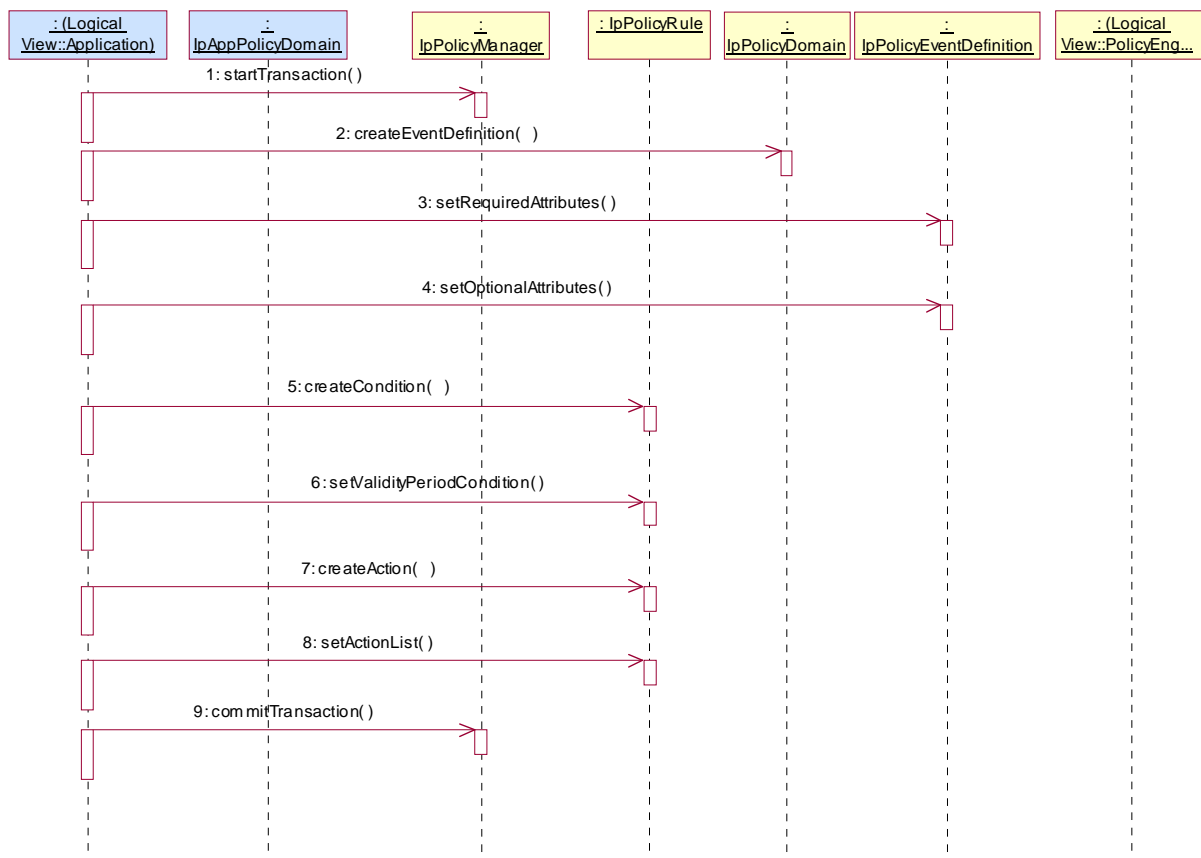 : (Logical
View::Application)
:
IpAppPolicyDomain
:
IpPolicyManager
: IpPolicyRule
:
IpPolicyDomain
:
IpPolicyEventDefinition
: (Logical
View::PolicyEng...
1: startTransaction( )
2: createEventDefinition(  )
3: setRequiredAttributes( )
4: setOptionalAttributes( )
5: createCondition(  )
6: setValidityPeriodCondition( )
7: createAction(  )
8: setActionList( )
9: commitTransaction( )